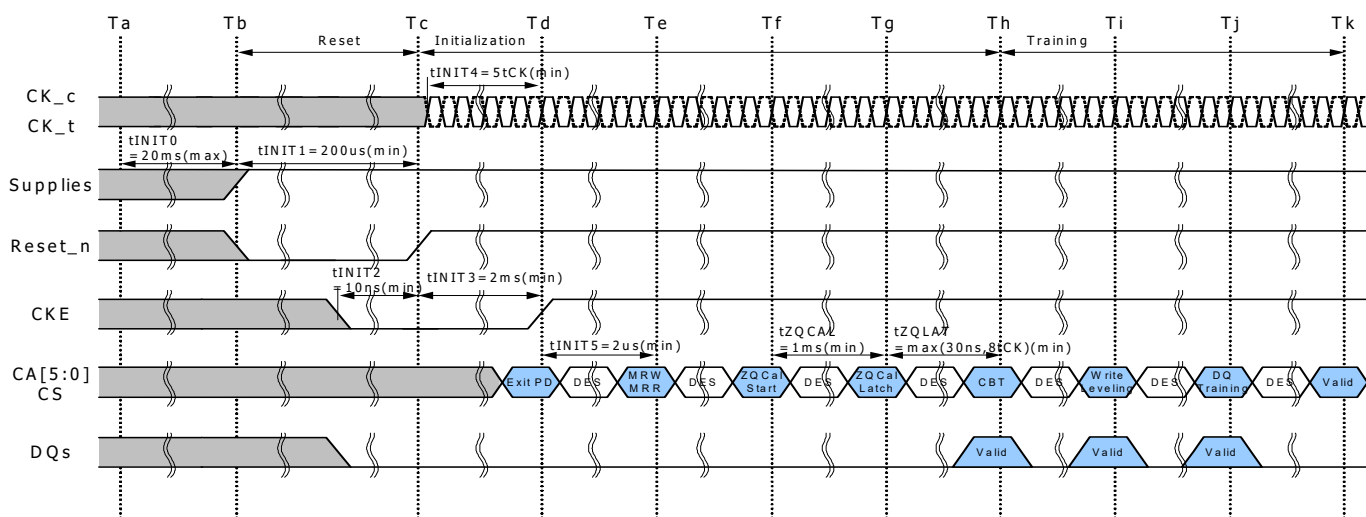 Ta Tb Tc Td Te Tf Tg Th Ti Tj Tk
Reset Initialization Training
tINIT4=5tCK(min)
CK_c
CK_t
tINIT0
=20ms(max)
tINIT1=200us(min)
Supplies
Reset_n
tINIT2
=10ns(min)
tINIT3=2ms(min)
CKE
tINIT5=2us(min)
tZQCAL
=1ms(min)
tZQLAT
=max(30ns,8tCK)(min)
CA[5:0]
CS
Exit PD
DES
MRW
MRR
DES
ZQCal
Start
DES
ZQCal
Latch
DES
CBT
DES
Write
Leveling
DES
DQ
Training
DES
Valid
DQs
Valid Valid Valid